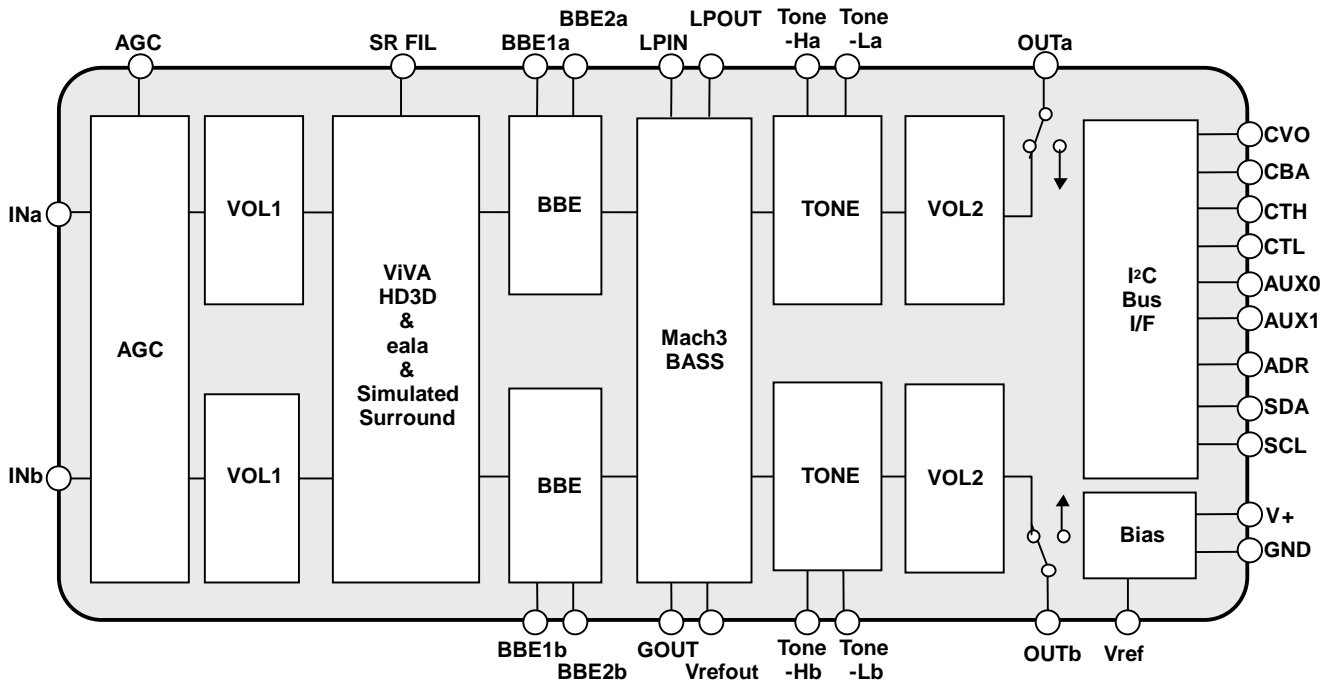 BBE2a
LPOUT
Tone
-Ha
Tone
-La
AGC
SR FIL
BBE1a
LPIN
OUTa
CVO
CBA
CTH
CTL
AUX0
AUX1
ADR
SDA
SCL
V+
GND
INa
INb
AGC
VOL1
VOL1
ViVA
HD3D
&
eala
&
Simulated
Surround
BBE
BBE
Mach3
BASS
TONE
TONE
VOL2
VOL2
I²C
Bus
I/F
Bias
BBE1b
BBE2b
GOUT
Vrefout
Tone
-Hb
Tone
-Lb
OUTb
Vref